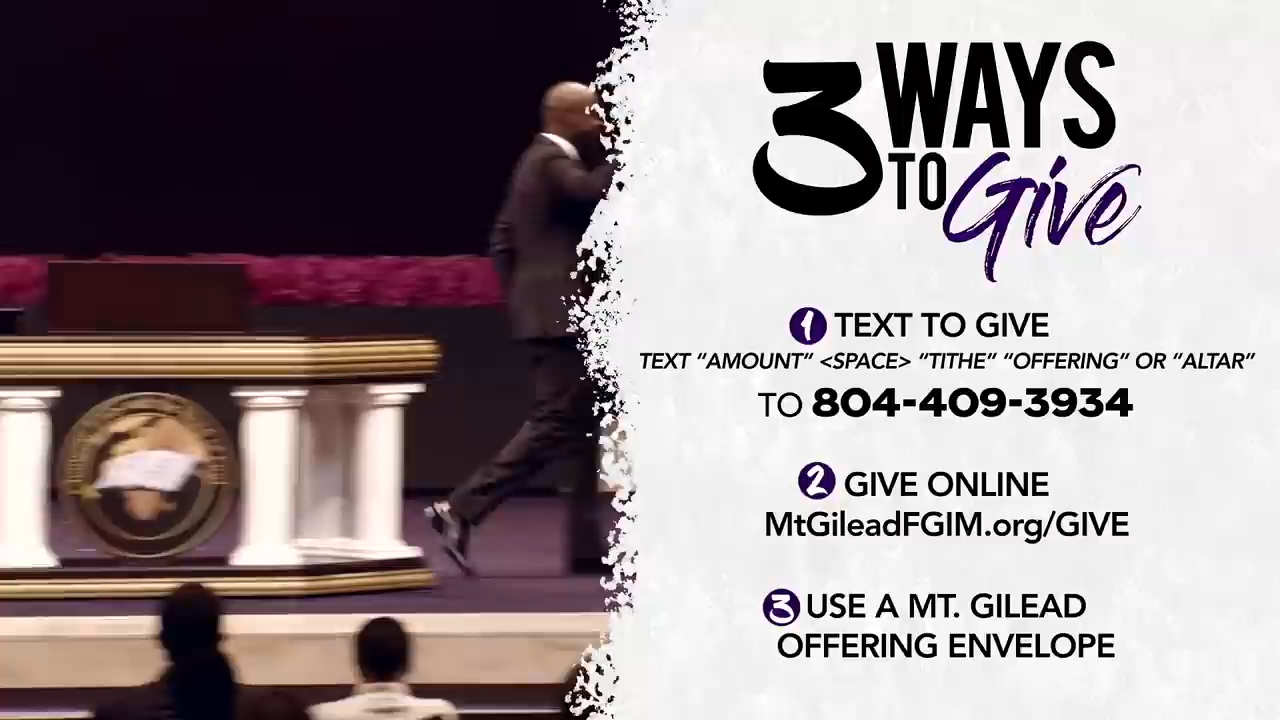 3 WAYS
TO Give
1 TEXT TO GIVE
TEXT “AMOUNT” <SPACE> “TITHE” “OFFERING” OR “ALTAR”
TO 804-409-3934
2 GIVE ONLINE
MtGileadFGIM.org/GIVE
3 USE A MT. GILEAD
OFFERING ENVELOPE